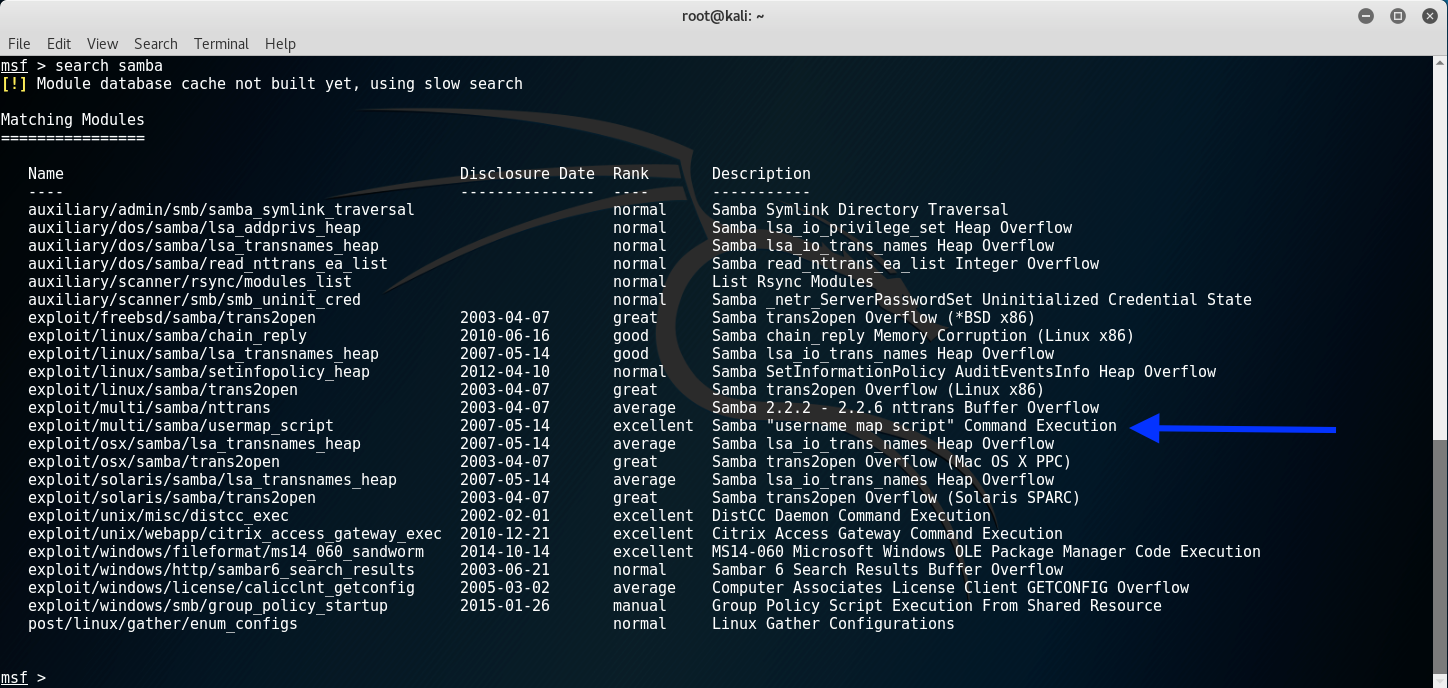 root@kali: ~
File Edit View Search Terminal Help
msf > search samba
[!] Module database cache not built yet, using slow search
Matching Modules
================
Name Disclosure Date Rank Description
---- --------------- ---- -----------
auxiliary/admin/smb/samba_symlink_traversal normal Samba Symlink Directory Traversal
auxiliary/dos/samba/lsa_addprivs_heap normal Samba lsa_io_privilege_set Heap Overflow
auxiliary/dos/samba/lsa_transnames_heap normal Samba lsa_io_trans_names Heap Overflow
auxiliary/dos/samba/read_nttrans_ea_list normal Samba read_nttrans_ea_list Integer Overflow
auxiliary/scanner/rsync/modules_list normal List Rsync Modules
auxiliary/scanner/smb/smb_uninit_cred normal Samba _netr_ServerPasswordSet Uninitialized Credential State
exploit/freebsd/samba/trans2open 2003-04-07 great Samba trans2open Overflow (*BSD x86)
exploit/linux/samba/chain_reply 2010-06-16 good Samba chain_reply Memory Corruption (Linux x86)
exploit/linux/samba/lsa_transnames_heap 2007-05-14 good Samba lsa_io_trans_names Heap Overflow
exploit/linux/samba/setinfopolicy_heap 2012-04-10 normal Samba SetInformationPolicy AuditEventsInfo Heap Overflow
exploit/linux/samba/trans2open 2003-04-07 great Samba trans2open Overflow (Linux x86)
exploit/multi/samba/nttrans 2003-04-07 average Samba 2.2.2 - 2.2.6 nttrans Buffer Overflow
exploit/multi/samba/usermap_script 2007-05-14 excellent Samba "username map script" Command Execution
exploit/osx/samba/lsa_transnames_heap 2007-05-14 average Samba lsa_io_trans_names Heap Overflow
exploit/osx/samba/trans2open 2003-04-07 great Samba trans2open Overflow (Mac OS X PPC)
exploit/solaris/samba/lsa_transnames_heap 2007-05-14 average Samba lsa_io_trans_names Heap Overflow
exploit/solaris/samba/trans2open 2003-04-07 great Samba trans2open Overflow (Solaris SPARC)
exploit/unix/misc/distcc_exec 2002-02-01 excellent DistCC Daemon Command Execution
exploit/unix/webapp/citrix_access_gateway_exec 2010-12-21 excellent Citrix Access Gateway Command Execution
exploit/windows/fileformat/ms14_060_sandworm 2014-10-14 excellent MS14-060 Microsoft Windows OLE Package Manager Code Execution
exploit/windows/http/sambar6_search_results 2003-06-21 normal Sambar 6 Search Results Buffer Overflow
exploit/windows/license/calicclnt_getconfig 2005-03-02 average Computer Associates License Client GETCONFIG Overflow
exploit/windows/smb/group_policy_startup 2015-01-26 manual Group Policy Script Execution From Shared Resource
post/linux/gather/enum_configs normal Linux Gather Configurations
msf >